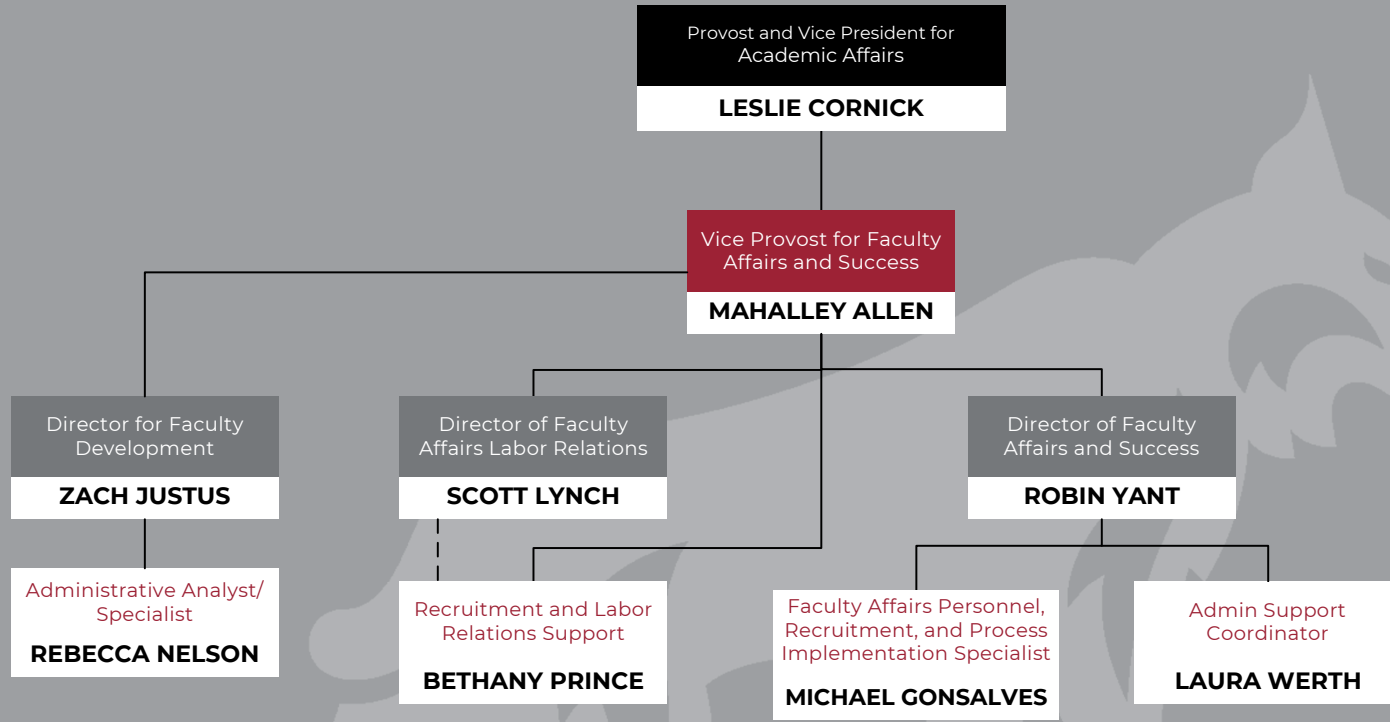 Provost and Vice President for
Academic Affairs
LESLIE CORNICK
Vice Provost for Faculty
Affairs and Success
MAHALLEY ALLEN
Director for Faculty
Development
ZACH JUSTUS
Director of Faculty
Affairs Labor Relations
SCOTT LYNCH
Director of Faculty
Affairs and Success
ROBIN YANT
Administrative Analyst/
Specialist
REBECCA NELSON
Recruitment and Labor
Relations Support
BETHANY PRINCE
Faculty Affairs Personnel,
Recruitment, and Process
Implementation Specialist
MICHAEL GONSALVES
Admin Support
Coordinator
LAURA WERTH